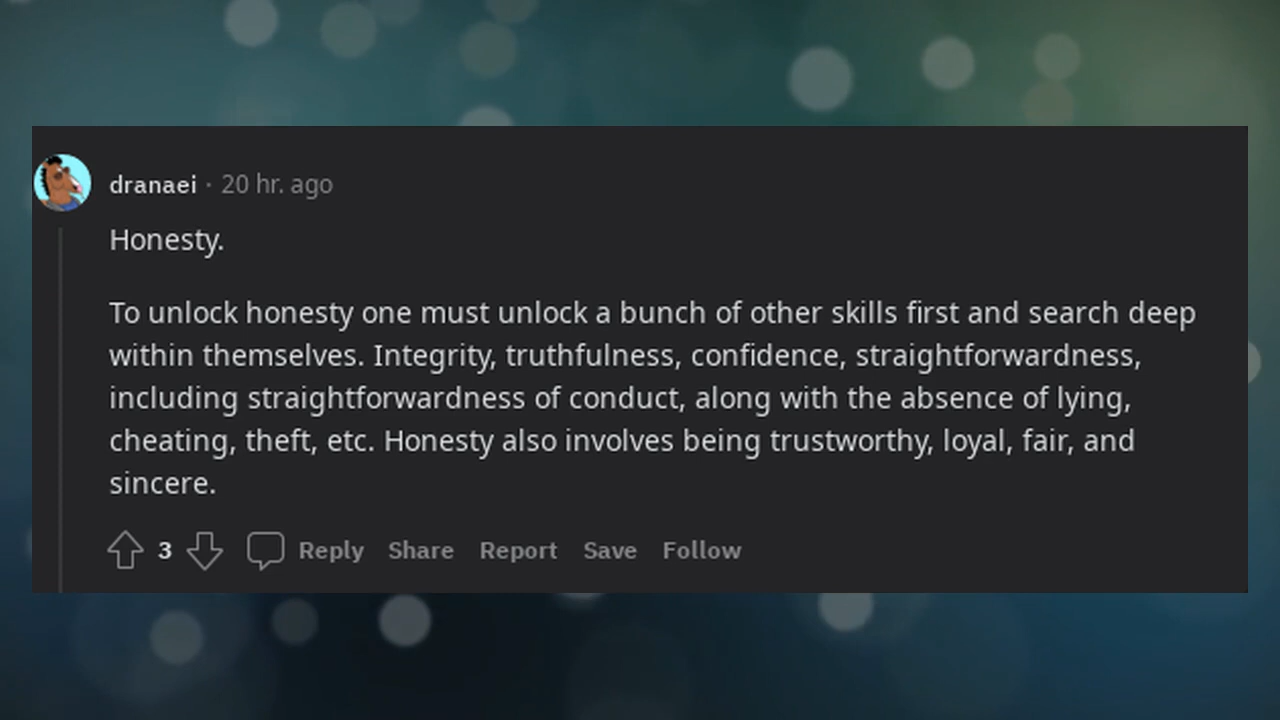 dranaei · 20 hr. ago
Honesty.
To unlock honesty one must unlock a bunch of other skills first and search deep
within themselves. Integrity, truthfulness, confidence, straightforwardness,
including straightforwardness of conduct, along with the absence of lying,
cheating, theft, etc. Honesty also involves being trustworthy, loyal, fair, and
sincere.
3 Reply Share Report Save Follow